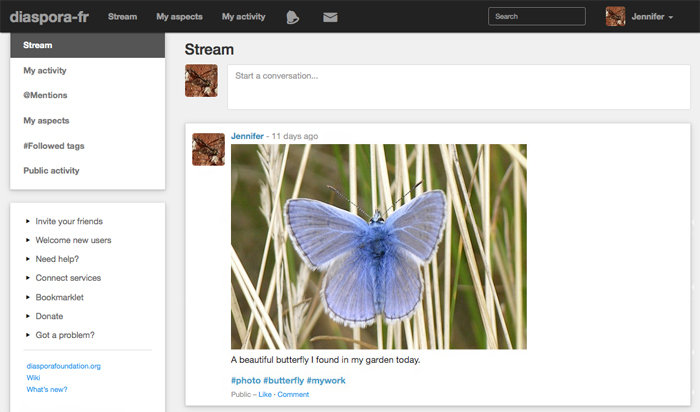 diaspora-fr Stream My aspects My activity Search Jennifer
Stream
My activity
@Mentions
My aspects
#Followed tags
Public activity
Invite your friends
Welcome new users
Need help?
Connect services
Bookmarklet
Donate
Got a problem?
diasporafoundation.org
Wiki
What's new?
Stream
Start a conversation...
Jennifer - 11 days ago
A beautiful butterfly I found in my garden today.
#photo #butterfly #mywork
Public – Like · Comment